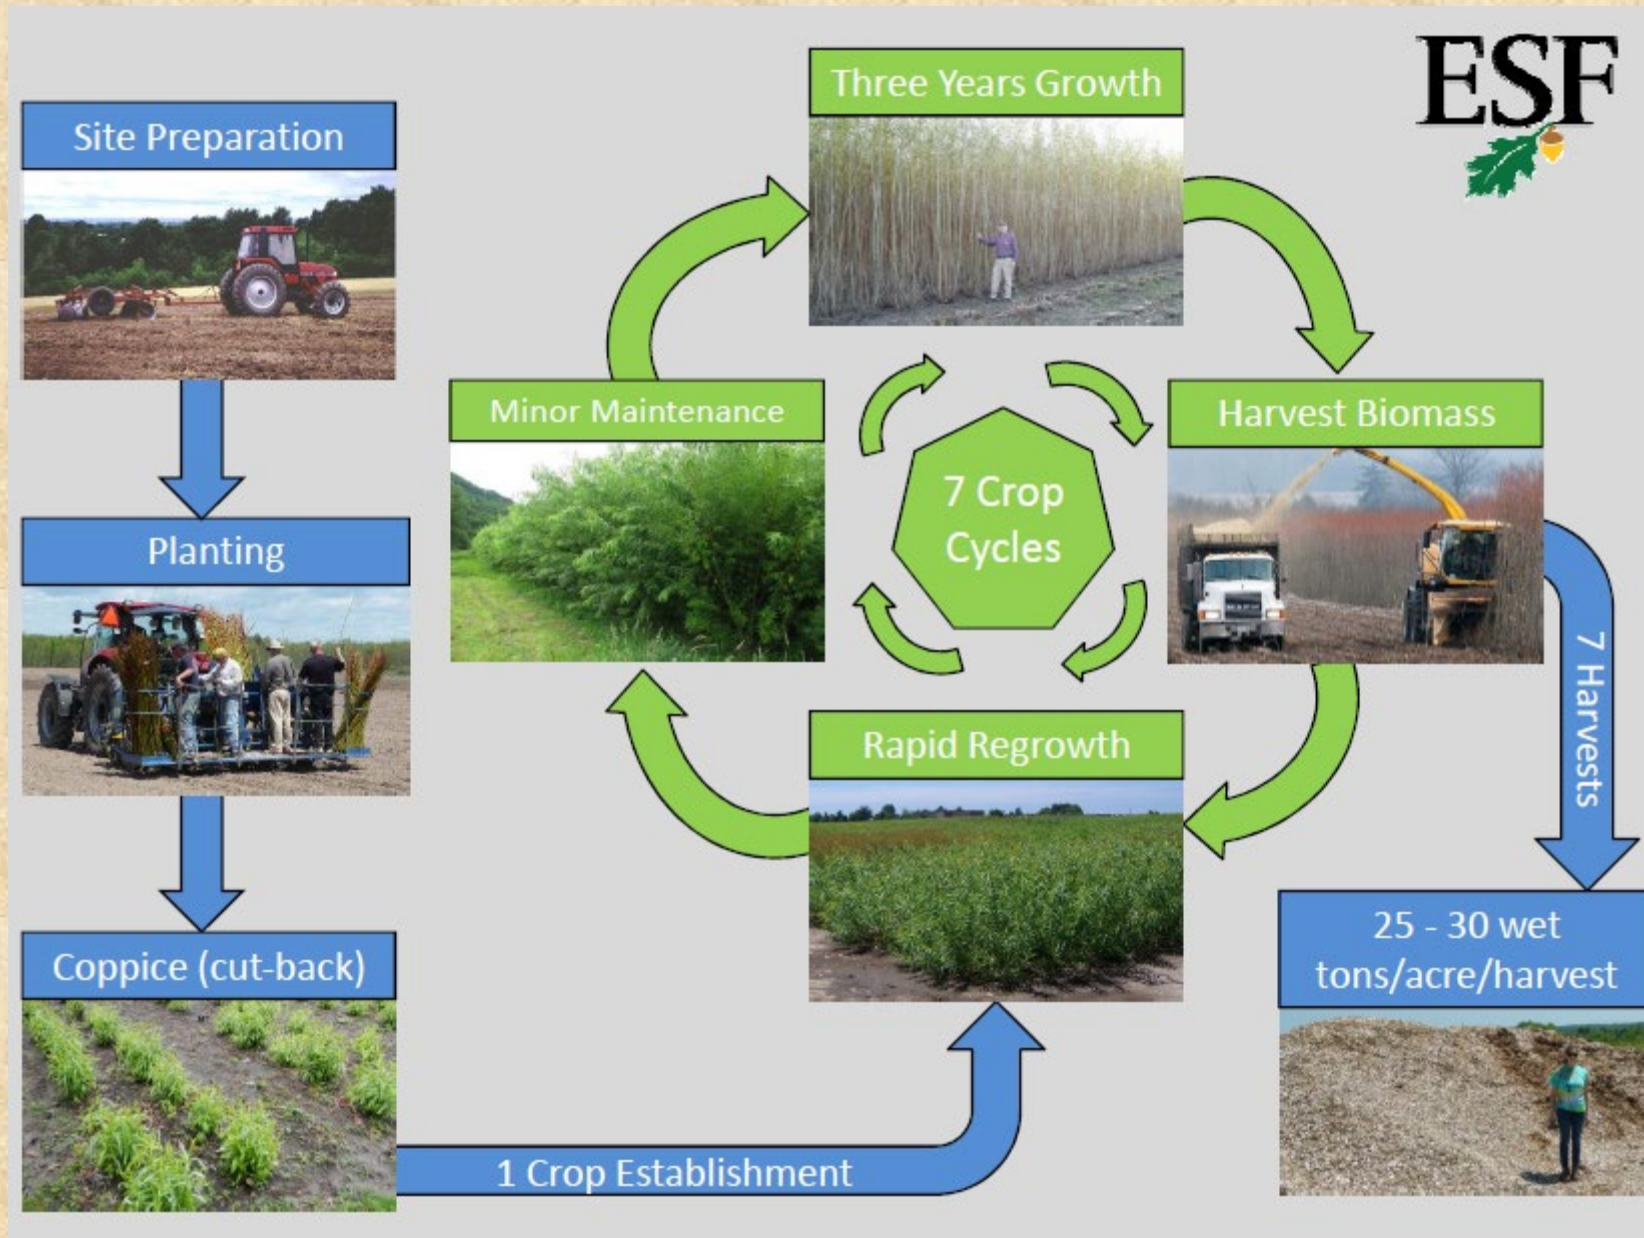 ESF
Site Preparation
Planting
Coppice (cut-back)
1 Crop Establishment
Three Years Growth
Harvest Biomass
Rapid Regrowth
Minor Maintenance
7 Crop
Cycles
7 Harvests
25 - 30 wet
tons/acre/harvest